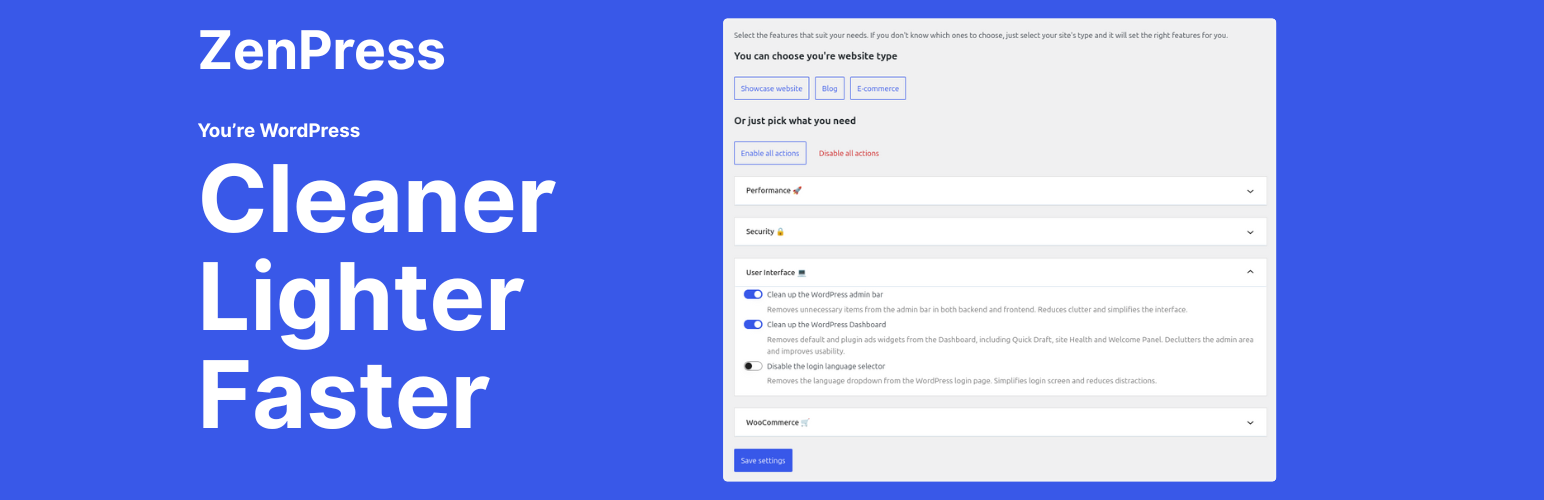 ZenPress
You're WordPress
Cleaner
Lighter
Faster
Select the features that suit your needs. If you don't know which ones to choose, just select your site's type and it will set the right features for you.
You can choose you're website type
Showcase website Blog E-commerce
Or just pick what you need
Enable all actions Disable all actions
Performance 🚀
Security 🔒
User Interface 💻
Clean up the WordPress admin bar
Removes unnecessary items from the admin bar in both backend and frontend. Reduces clutter and simplifies the interface.
Clean up the WordPress Dashboard
Removes default and plugin ads widgets from the Dashboard, including Quick Draft, site Health and Welcome Panel. Declutters the admin area
and improves usability.
Disable the login language selector
Removes the language dropdown from the WordPress login page. Simplifies login screen and reduces distractions.
WooCommerce 🛒
Save settings